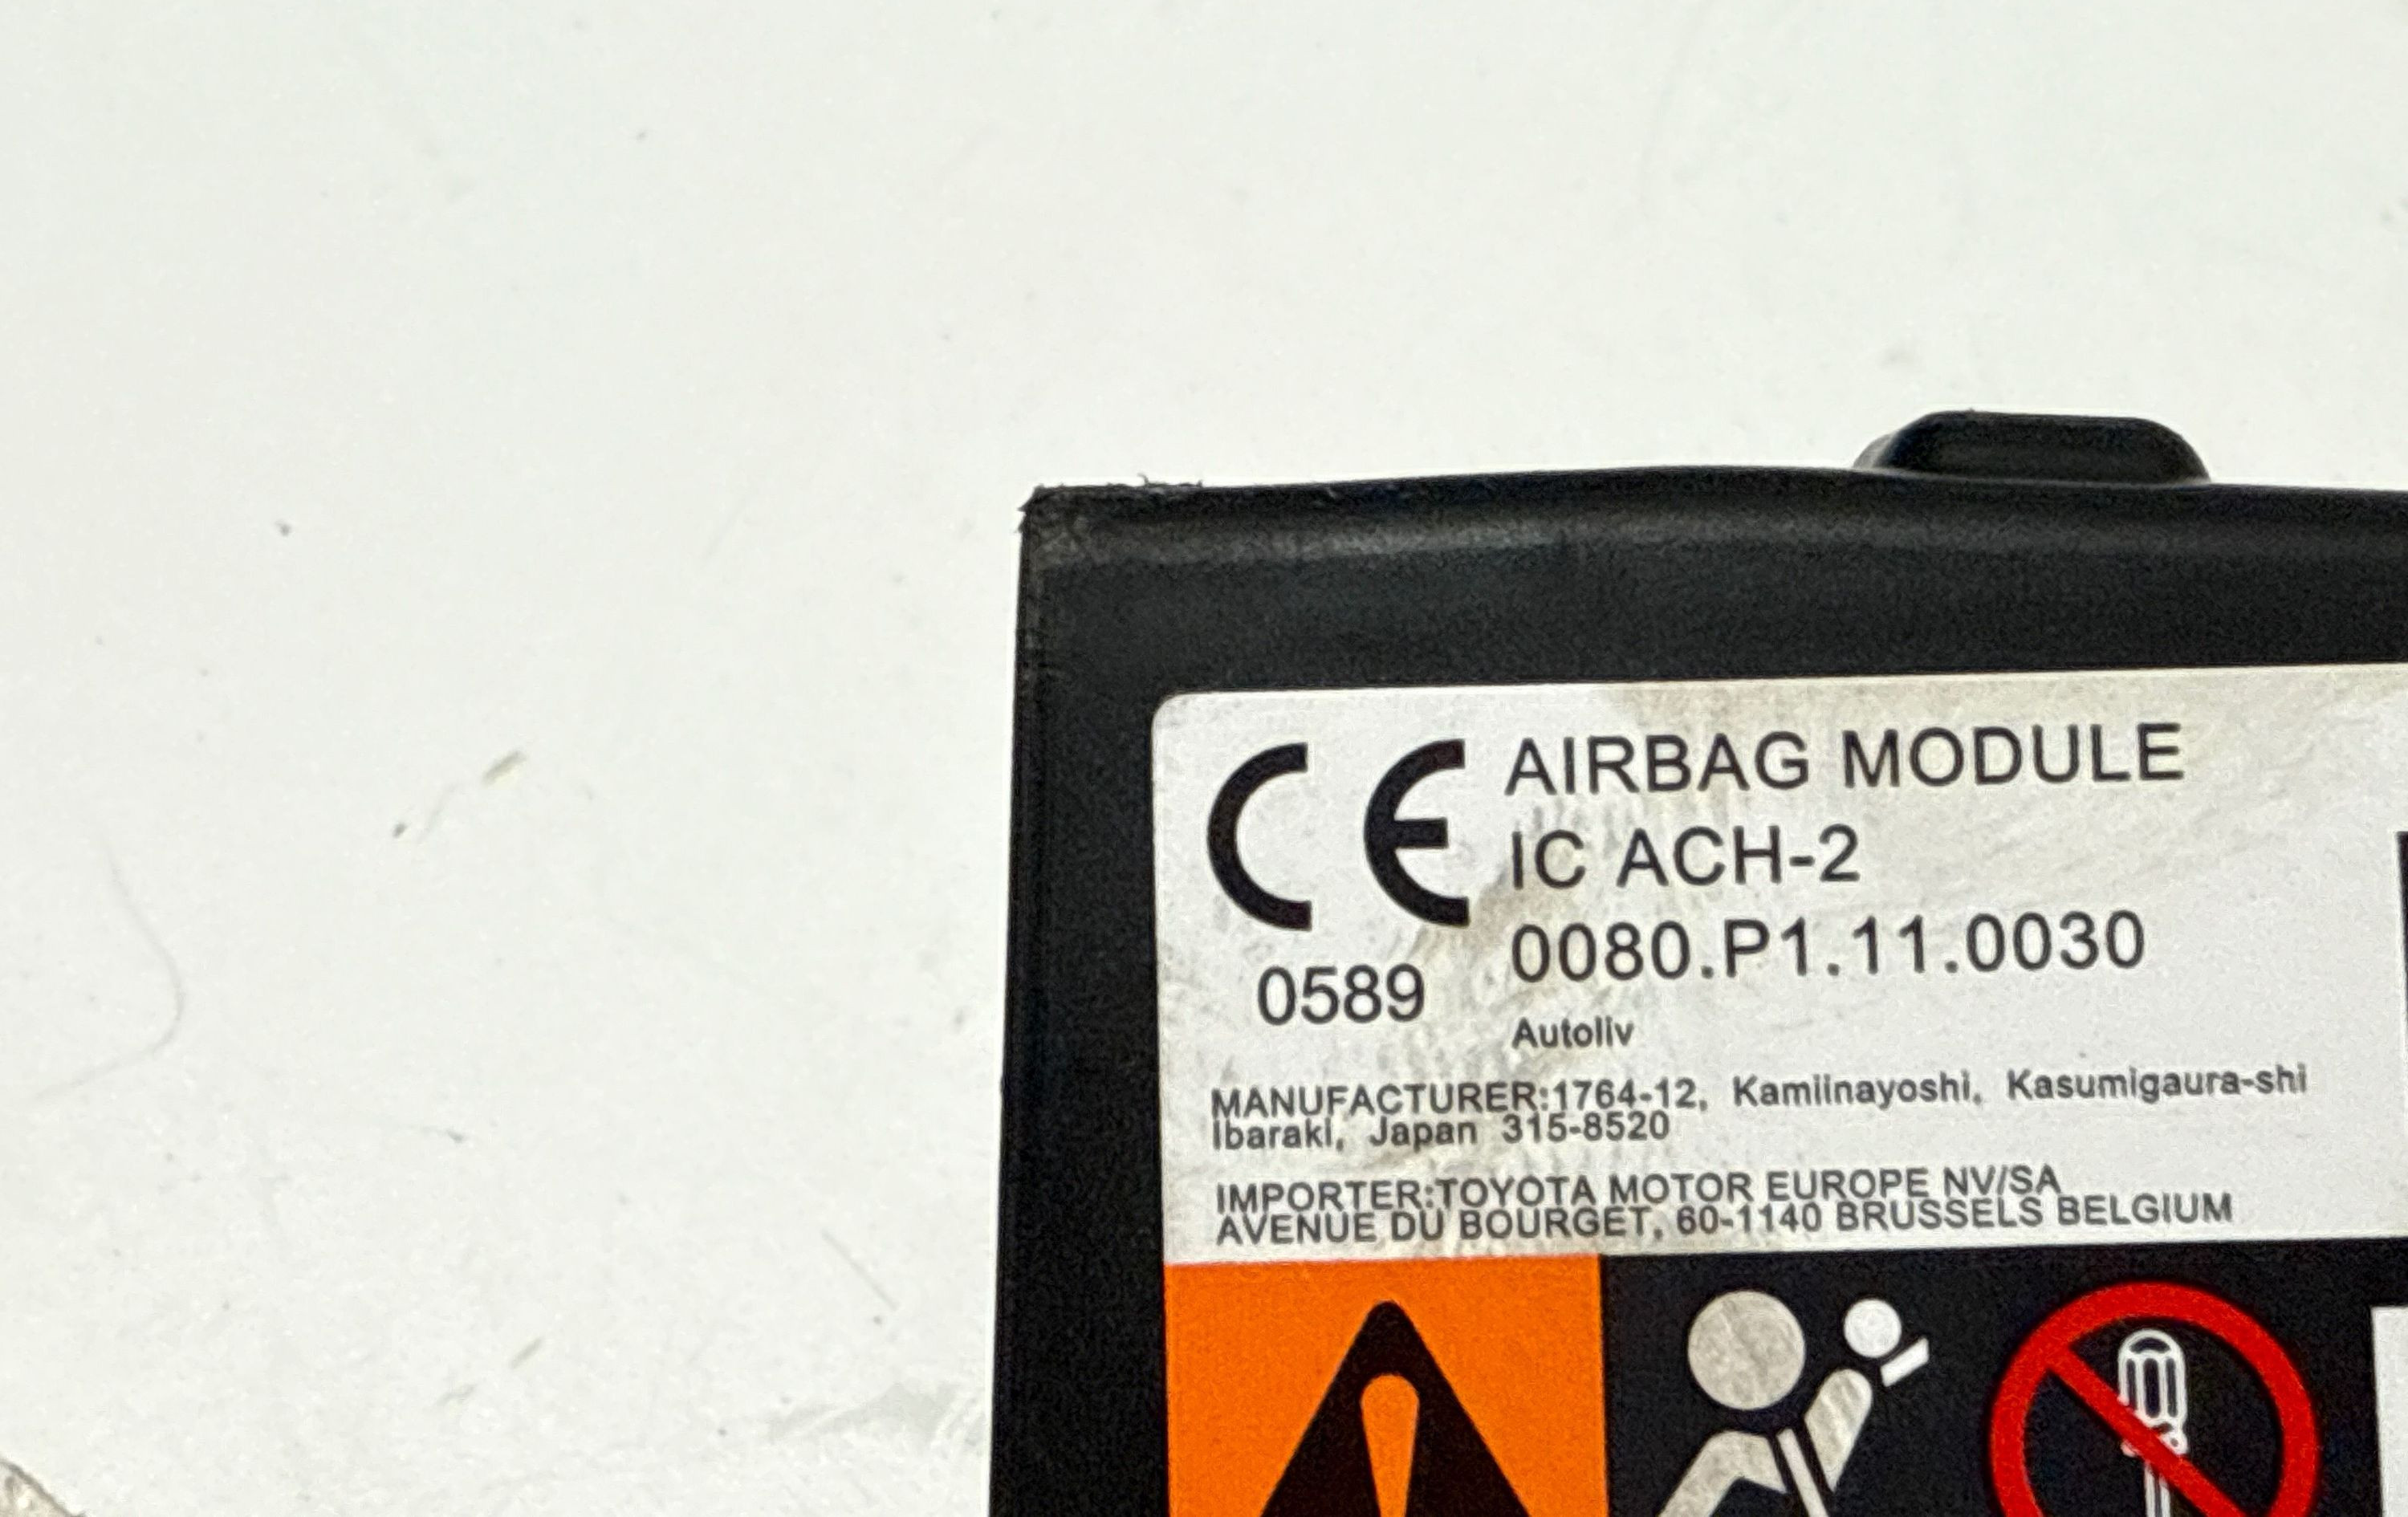 CE AIRBAG MODULE
IC ACH-2
0080.P1.11.0030
0589
Autoliv
MANUFACTURER:1764-12, Kamiinayoshi, Kasumigaura-shi
Ibaraki, Japan 315-8520
IMPORTER:TOYOTA MOTOR EUROPE NV/SA
AVENUE DU BOURGET, 60-1140 BRUSSELS BELGIUM